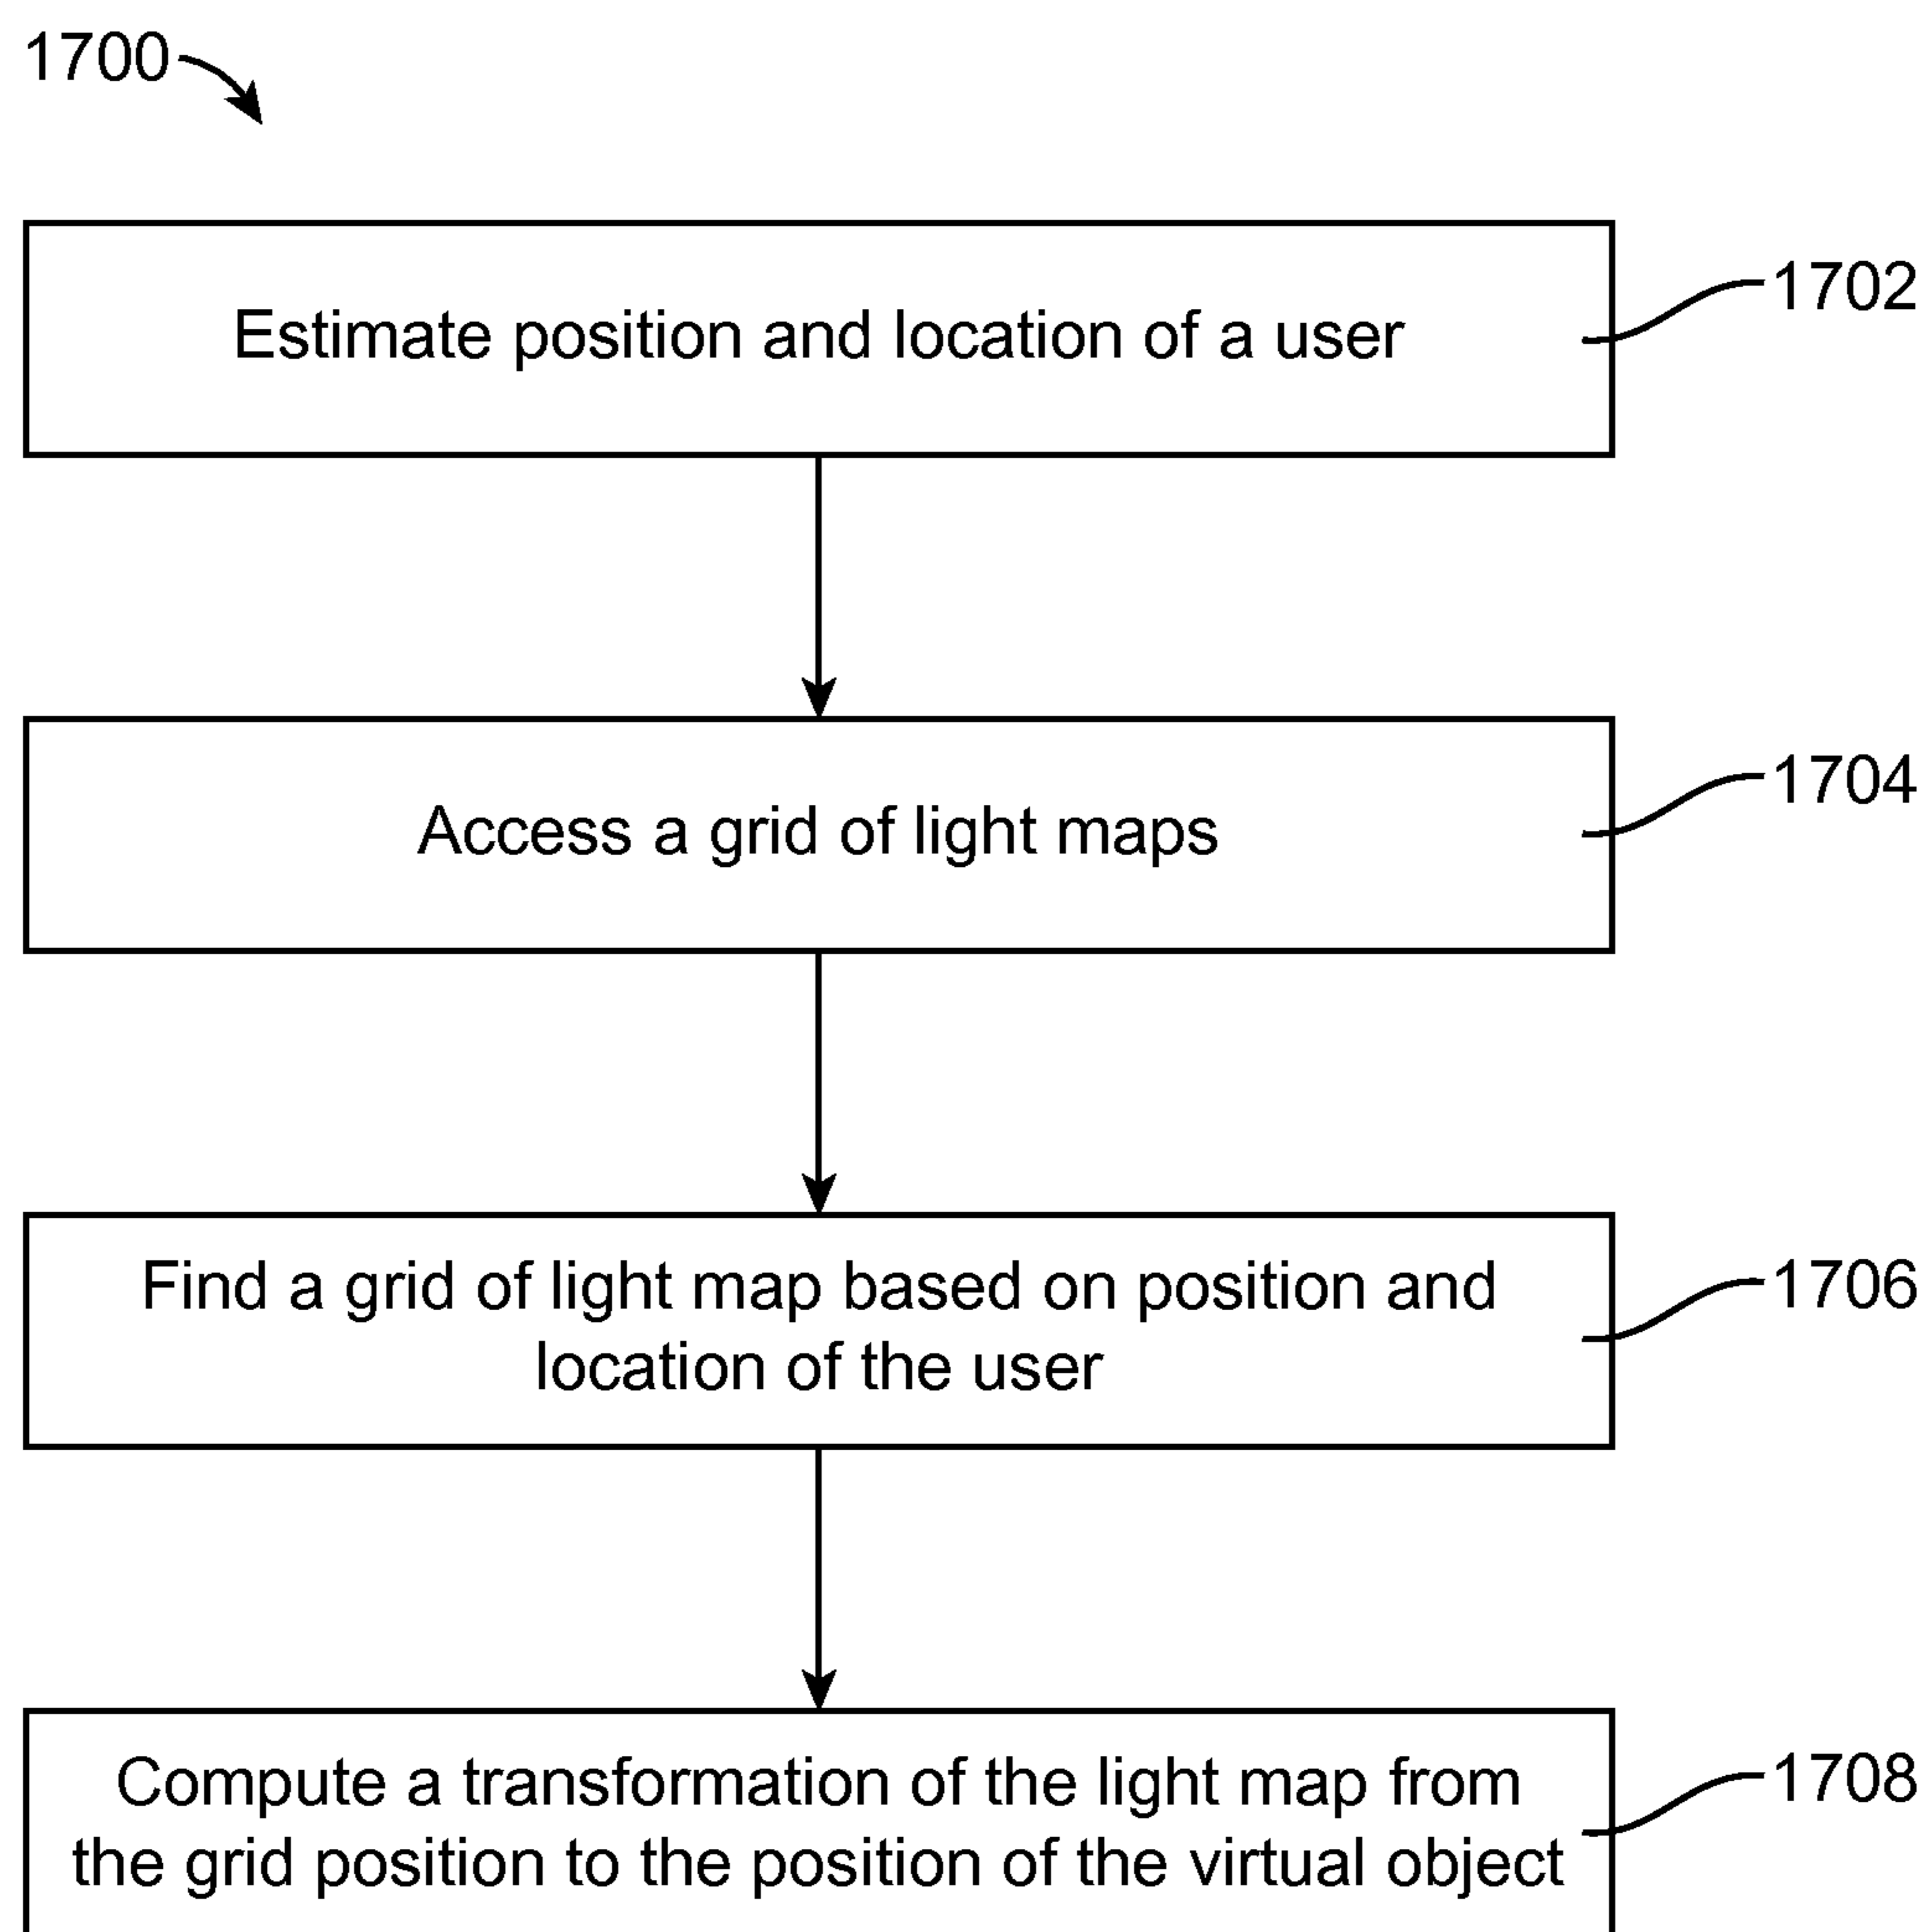 1700
Estimate position and location of a user
1702
Access a grid of light maps
1704
Find a grid of light map based on position and
location of the user
1706
Compute a transformation of the light map from
the grid position to the position of the virtual object
1708